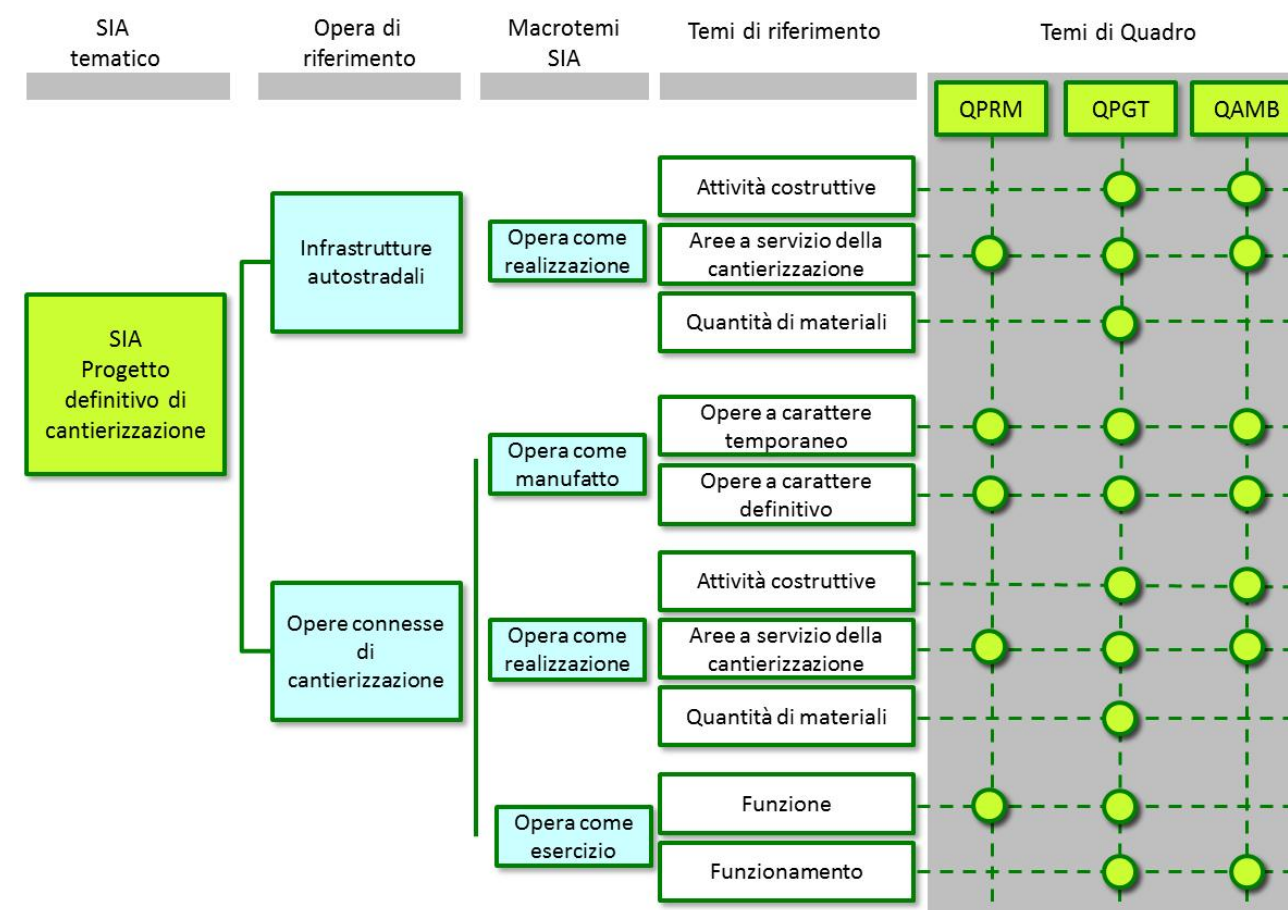 SIA
tematico
Opera di
riferimento
Macrotemi
SIA
Temi di riferimento
Temi di Quadro
QPRM
QPGT
QAMB
SIA
Progetto
definitivo di
cantierizzazione
Infrastrutture
autostradali
Opera come
realizzazione
Attività costruttive
Aree a servizio della
cantierizzazione
Quantità di materiali
Opere connesse
di
cantierizzazione
Opera come
manufatto
Opere a carattere
temporaneo
Opere a carattere
definitivo
Opera come
realizzazione
Attività costruttive
Aree a servizio della
cantierizzazione
Quantità di materiali
Opera come
esercizio
Funzione
Funzionamento